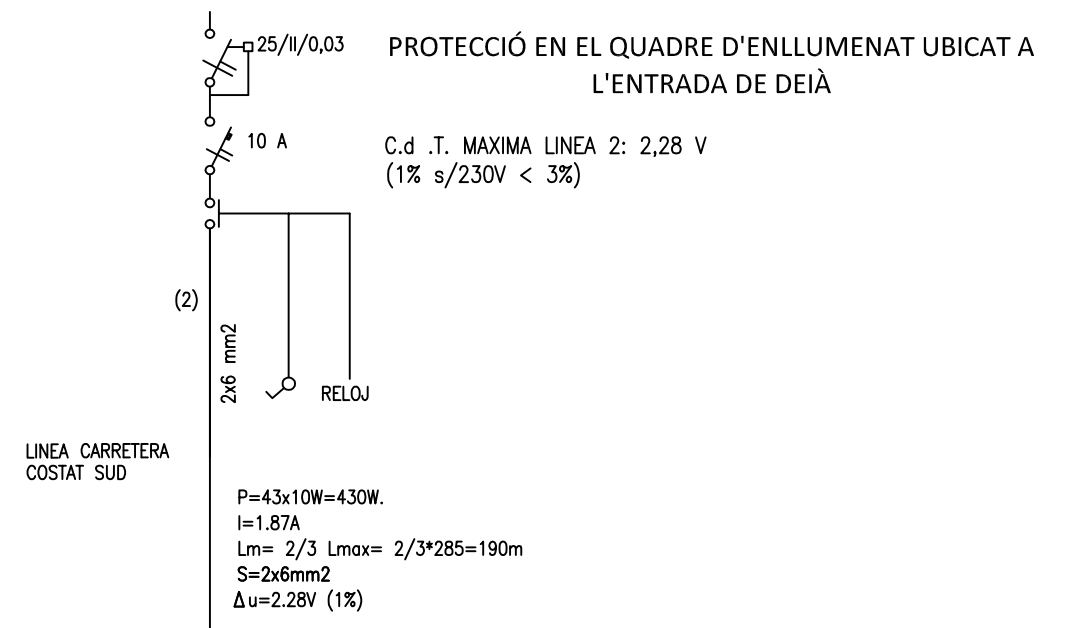 25/II/0,03
PROTECCIÓ EN EL QUADRE D'ENLLUMENAT UBICAT A
L'ENTRADA DE DEIÀ
10 A
C.d .T. MAXIMA LINEA 2: 2,28 V
(1% s/230V < 3%)
(2)
2x6 mm2
RELOJ
LINEA CARRETERA
COSTAT SUD
P=43x10W=430W.
I=1.87A
Lm= 2/3 Lmax= 2/3*285=190m
S=2x6mm2
Δu=2.28V (1%)